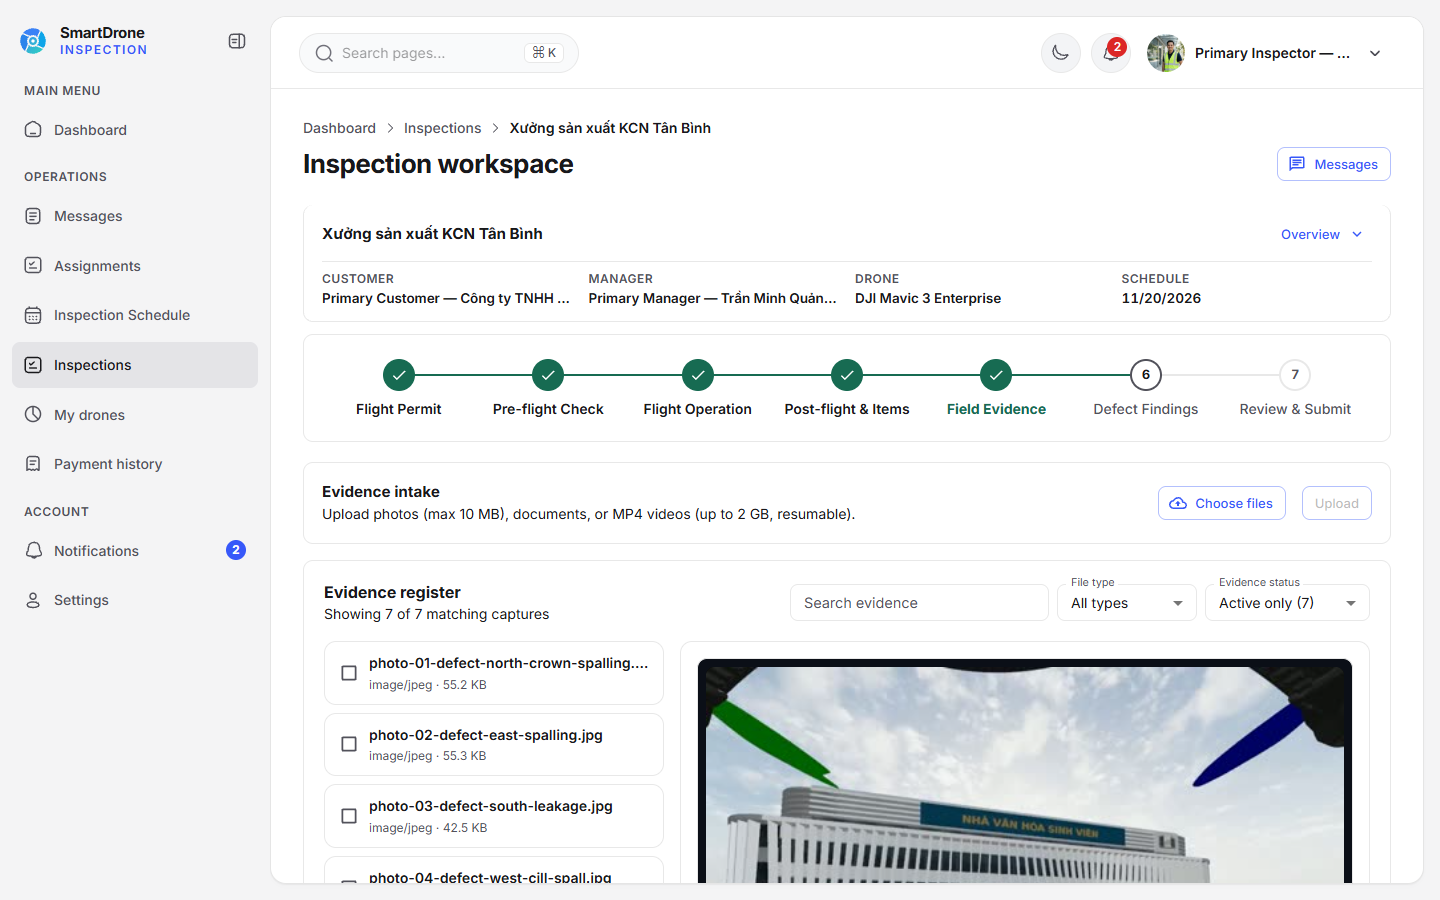 SmartDrone
INSPECTION
MAIN MENU
Dashboard
OPERATIONS
Messages
Assignments
Inspection Schedule
Inspections
My drones
Payment history
ACCOUNT
Notifications
2
Settings
Search pages...
⌘ K
2
Primary Inspector — ...
Dashboard > Inspections > Xưởng sản xuất KCN Tân Bình
Inspection workspace
Messages
Xưởng sản xuất KCN Tân Bình
Overview
CUSTOMER
Primary Customer — Công ty TNHH ...
MANAGER
Primary Manager — Trần Minh Quân...
DRONE
DJI Mavic 3 Enterprise
SCHEDULE
11/20/2026
Flight Permit
Pre-flight Check
Flight Operation
Post-flight & Items
Field Evidence
6
Defect Findings
7
Review & Submit
Evidence intake
Upload photos (max 10 MB), documents, or MP4 videos (up to 2 GB, resumable).
Choose files
Upload
Evidence register
Showing 7 of 7 matching captures
Search evidence
File type
All types
Evidence status
Active only (7)
photo-01-defect-north-crown-spalling....
image/jpeg · 55.2 KB
photo-02-defect-east-spalling.jpg
image/jpeg · 55.3 KB
photo-03-defect-south-leakage.jpg
image/jpeg · 42.5 KB
photo-04-defect-west-cill-spall.jpg
NHÀ VĂN HÓA SINH VIÊN